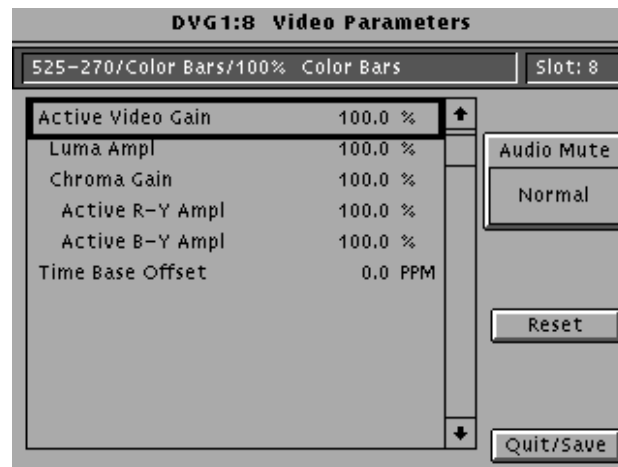 DVG1:8 Video Parameters
525-270/Color Bars/100% Color Bars
Slot: 8
Active Video Gain 100.0 %
Luma Ampl 100.0 %
Chroma Gain 100.0 %
Active R-Y Ampl 100.0 %
Active B-Y Ampl 100.0 %
Time Base Offset 0.0 PPM
Audio Mute
Normal
Reset
Quit/Save